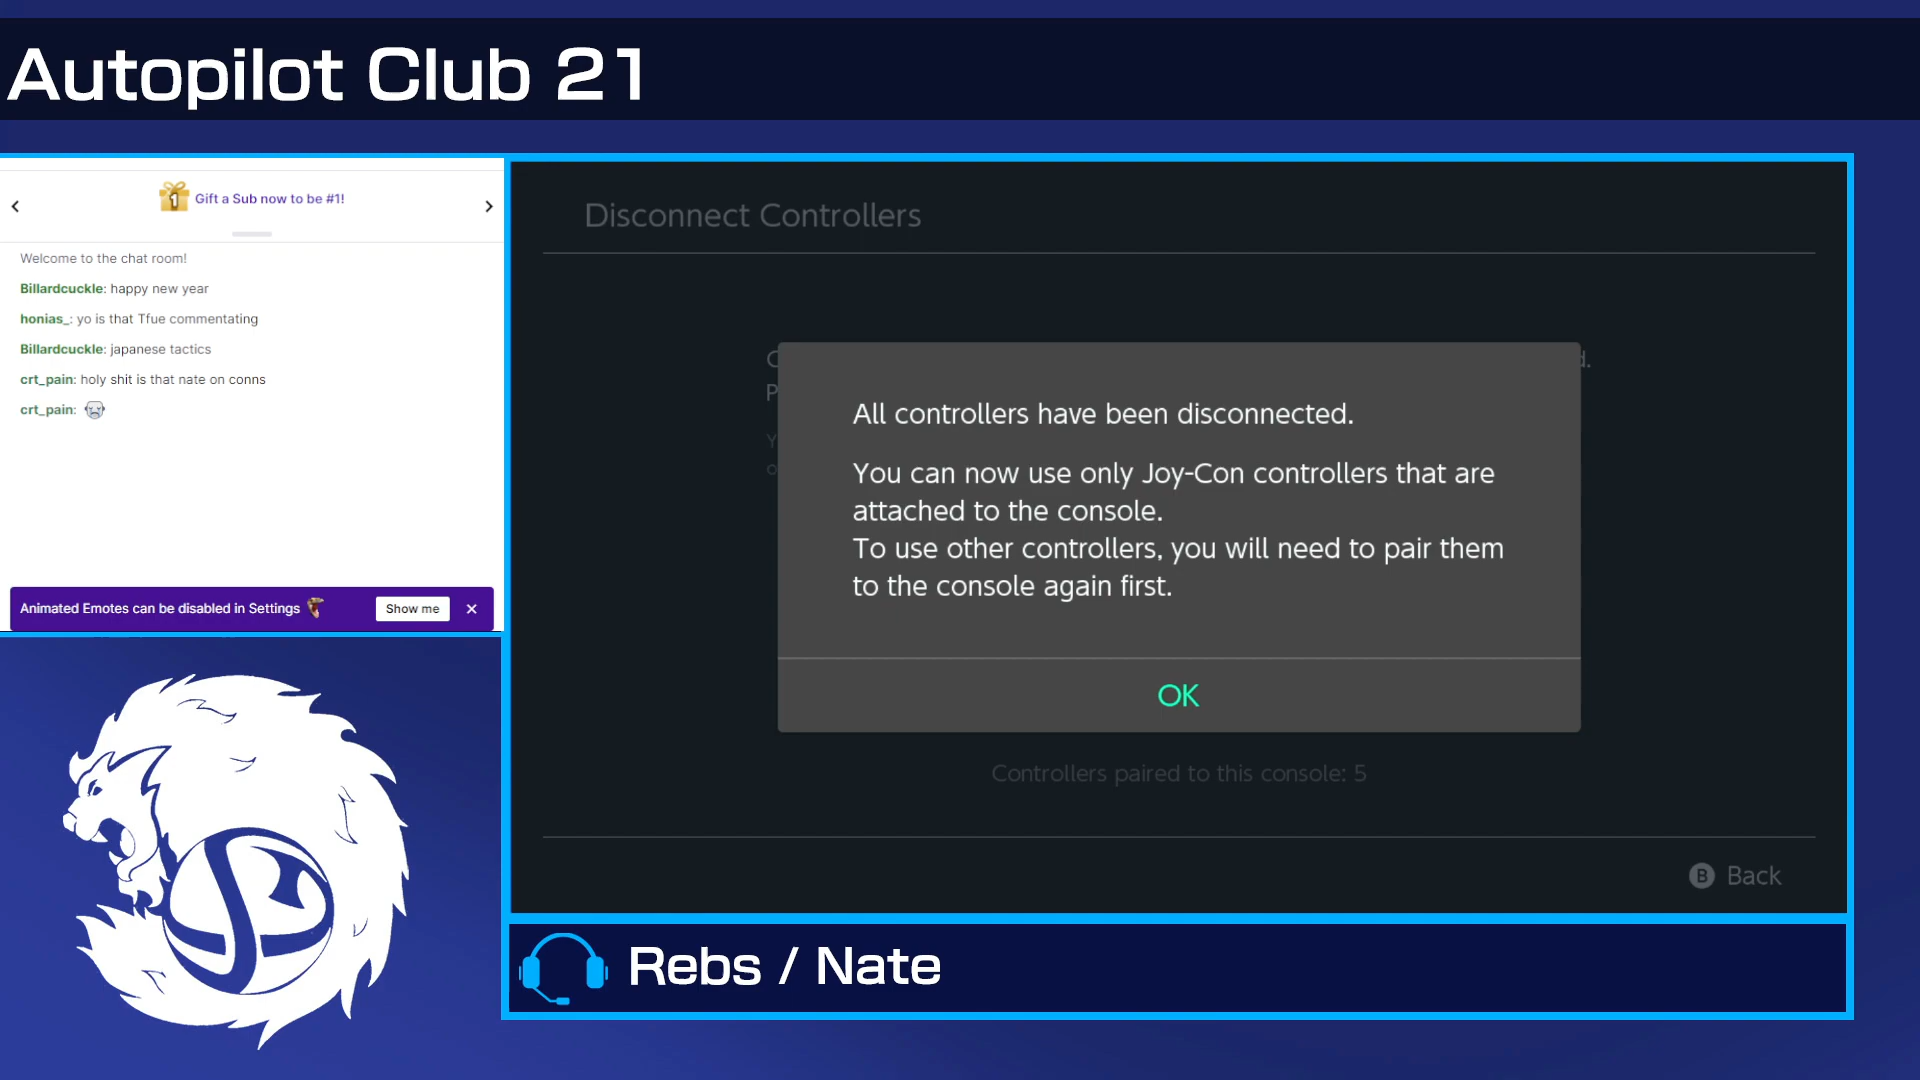 Autopilot Club 21
1
Gift a Sub now to be #1!
Welcome to the chat room!
Billardcuckle: happy new year
honias_: yo is that Tfue commentating
Billardcuckle: japanese tactics
crt_pain: holy shit is that nate on conns
crt_pain:
Animated Emotes can be disabled in Settings
Show me
Disconnect Controllers
All controllers have been disconnected.
You can now use only Joy-Con controllers that are
attached to the console.
To use other controllers, you will need to pair them
to the console again first.
OK
Controllers paired to this console: 5
B Back
Rebs / Nate